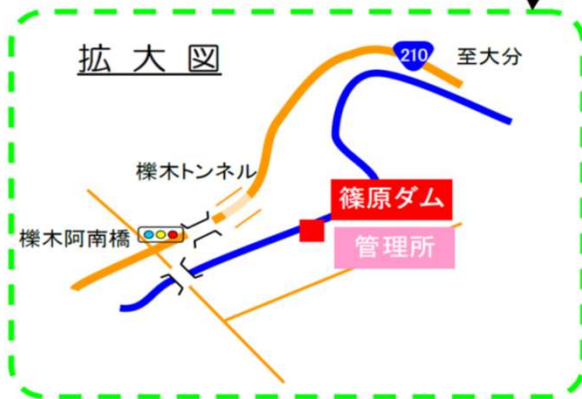 拡大図
210
至大分
櫟木トンネル
篠原ダム
櫟木阿南橋
管理所